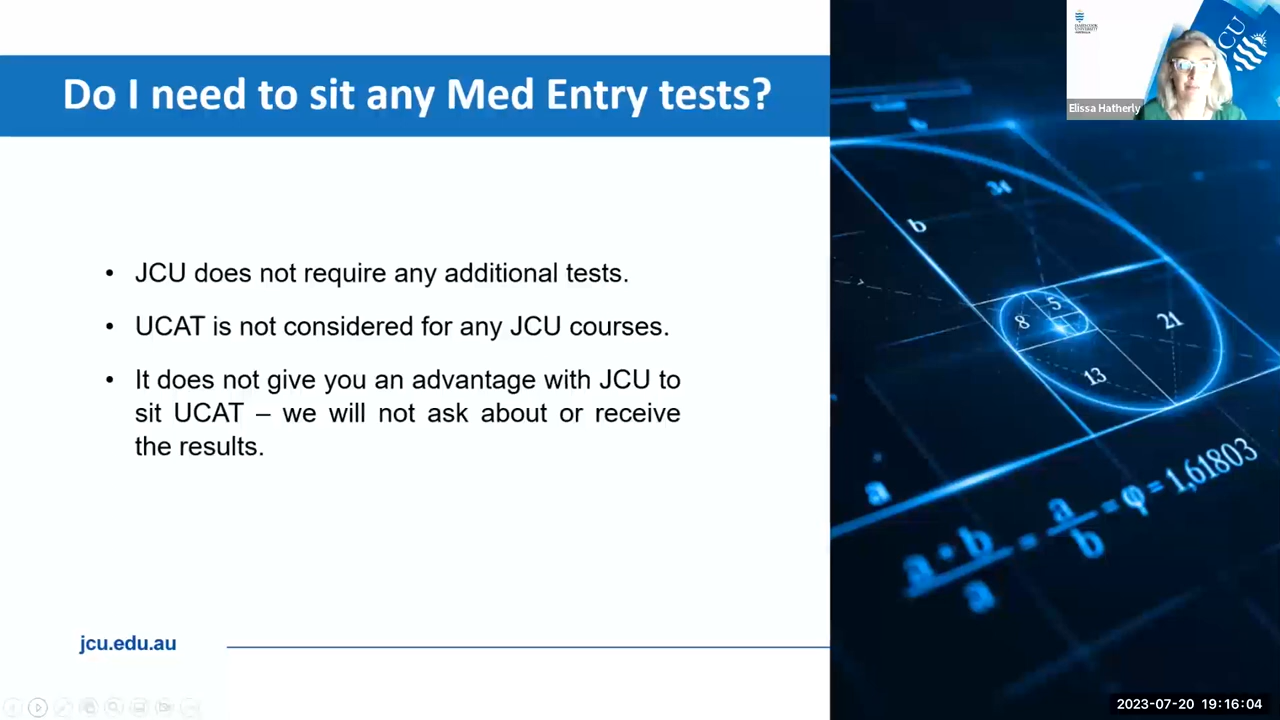 Do I need to sit any Med Entry tests?
• JCU does not require any additional tests.
• UCAT is not considered for any JCU courses.
• It does not give you an advantage with JCU to
sit UCAT – we will not ask about or receive
the results.
jcu.edu.au
JCU
Elissa Hatherly
34
b
5
8
21
13
a
a + b
a
=
a
b
= φ = 1,61803
2023-07-20 19:16:04